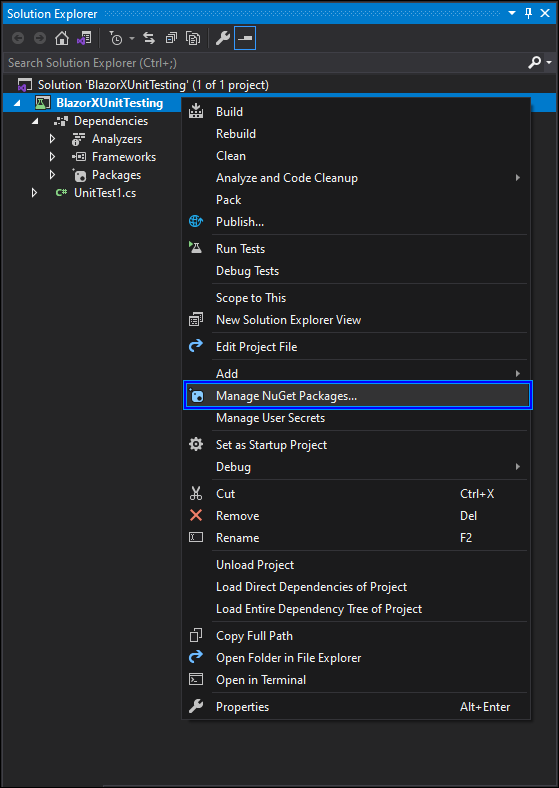 Solution Explorer
Search Solution Explorer (Ctrl+;)
Solution 'BlazorXUnitTesting' (1 of 1 project)
BlazorXUnitTesting
Dependencies
Analyzers
Frameworks
Packages
C# UnitTest1.cs
Build
Rebuild
Clean
Analyze and Code Cleanup
Pack
Publish...
Run Tests
Debug Tests
Scope to This
New Solution Explorer View
Edit Project File
Add
Manage NuGet Packages...
Manage User Secrets
Set as Startup Project
Debug
Cut Ctrl+X
Remove Del
Rename F2
Unload Project
Load Direct Dependencies of Project
Load Entire Dependency Tree of Project
Copy Full Path
Open Folder in File Explorer
Open in Terminal
Properties Alt+Enter